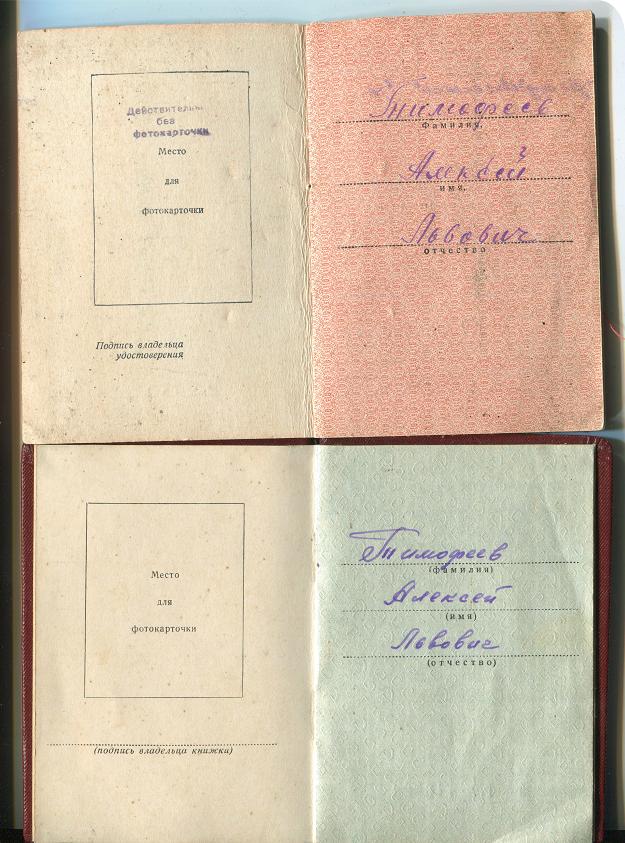 Действительно
без
фотокарточки
Место
для
фотокарточки
Подпись владельца
удостоверения
Тимофеев
Фамилия,
Алексей
имя,
Львович
отчество
Место
для
фотокарточки
(подпись владельца книжки)
Тимофеев
(фамилия)
Алексей
(имя)
Львович
(отчество)